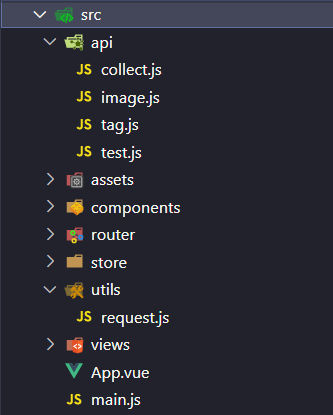 src
api
JS collect.js
JS image.js
JS tag.js
JS test.js
assets
components
router
store
utils
JS request.js
views
App.vue
JS main.js